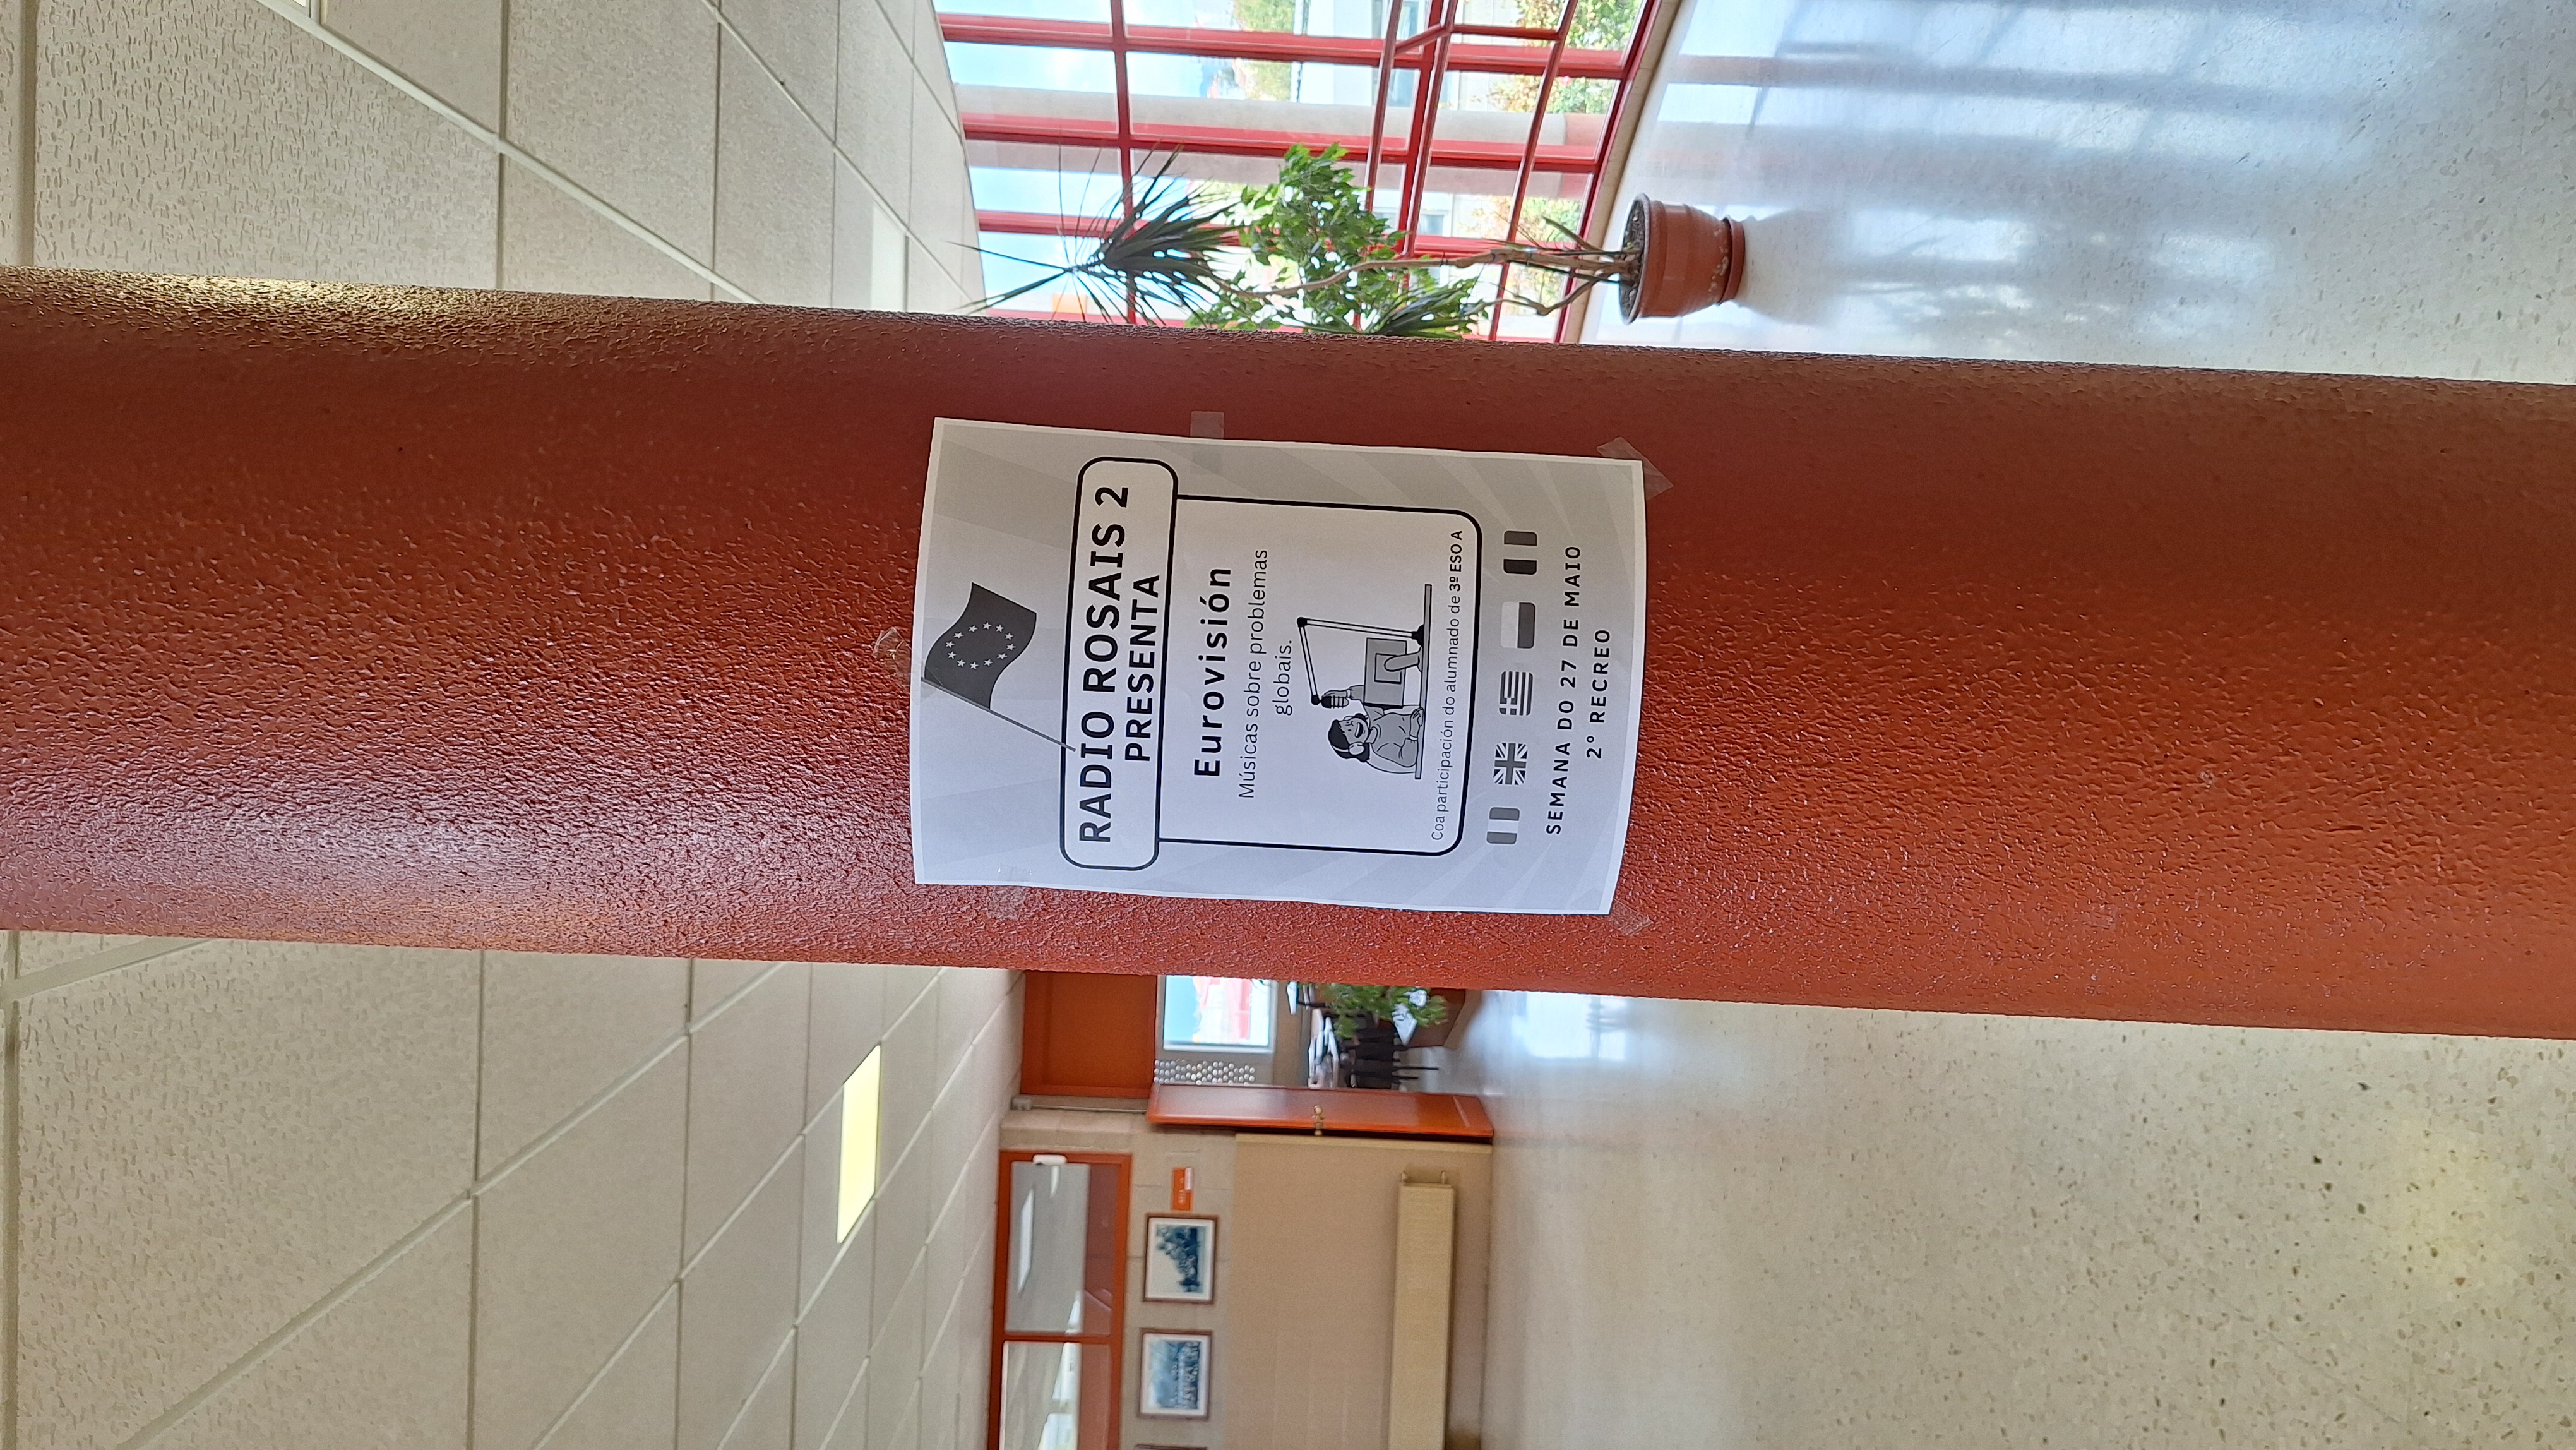 RADIO ROSAIS 2
PRESENTA
Eurovisión
Músicas sobre problemas
globais.
Coa participación do alumnado de 3º ESO A
SEMANA DO 27 DE MAIO
2º RECREO